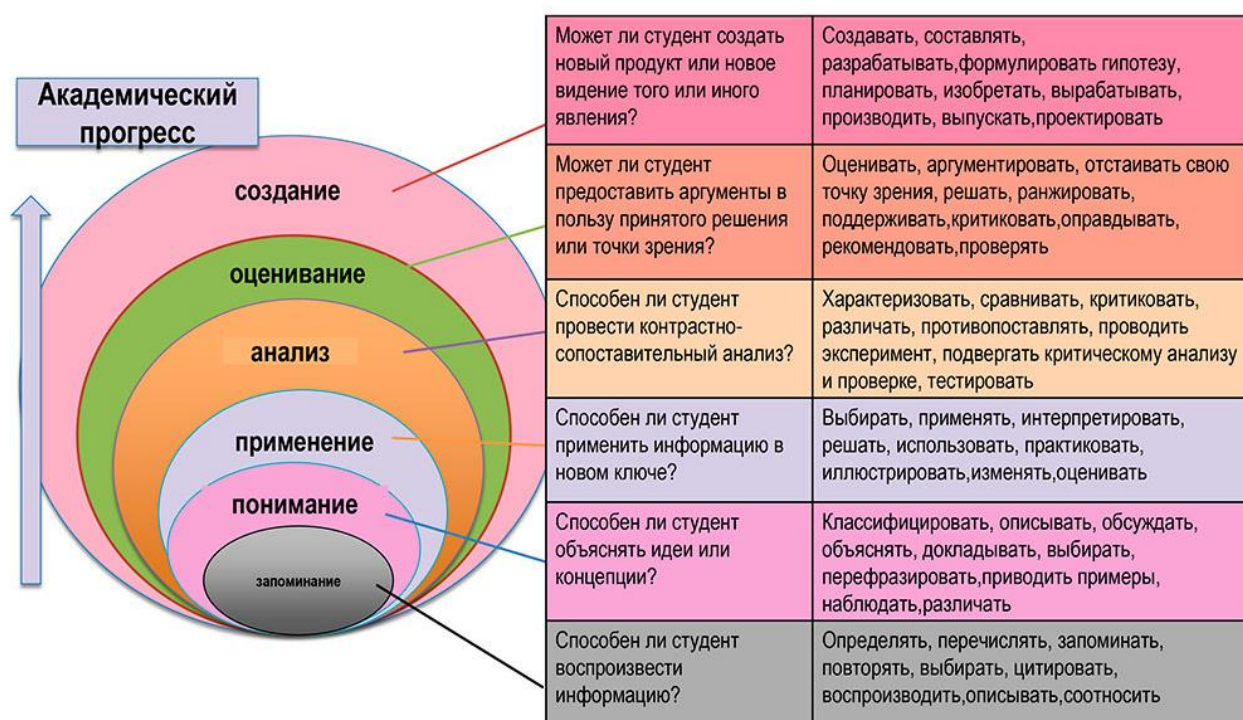 Академический
прогресс
создание
оценивание
анализ
применение
понимание
запоминание
Может ли студент создать
новый продукт или новое
видение того или иного
явления?
Создавать, составлять,
разрабатывать,формулировать гипотезу,
планировать, изобретать, вырабатывать,
производить, выпускать,проектировать
Может ли студент
предоставить аргументы в
пользу принятого решения
или точки зрения?
Оценивать, аргументировать, отстаивать свою
точку зрения, решать, ранжировать,
поддерживать,критиковать,оправдывать,
рекомендовать,проверять
Способен ли студент
провести контрастно-
сопоставительный анализ?
Характеризовать, сравнивать, критиковать,
различать, противопоставлять, проводить
эксперимент, подвергать критическому анализу
и проверке, тестировать
Способен ли студент
применить информацию в
новом ключе?
Выбирать, применять, интерпретировать,
решать, использовать, практиковать,
иллюстрировать,изменять,оценивать
Способен ли студент
объяснять идеи или
концепции?
Классифицировать, описывать, обсуждать,
объяснять, докладывать, выбирать,
перефразировать,приводить примеры,
наблюдать,различать
Способен ли студент
воспроизвести
информацию?
Определять, перечислять, запоминать,
повторять, выбирать, цитировать,
воспроизводить,описывать,соотносить